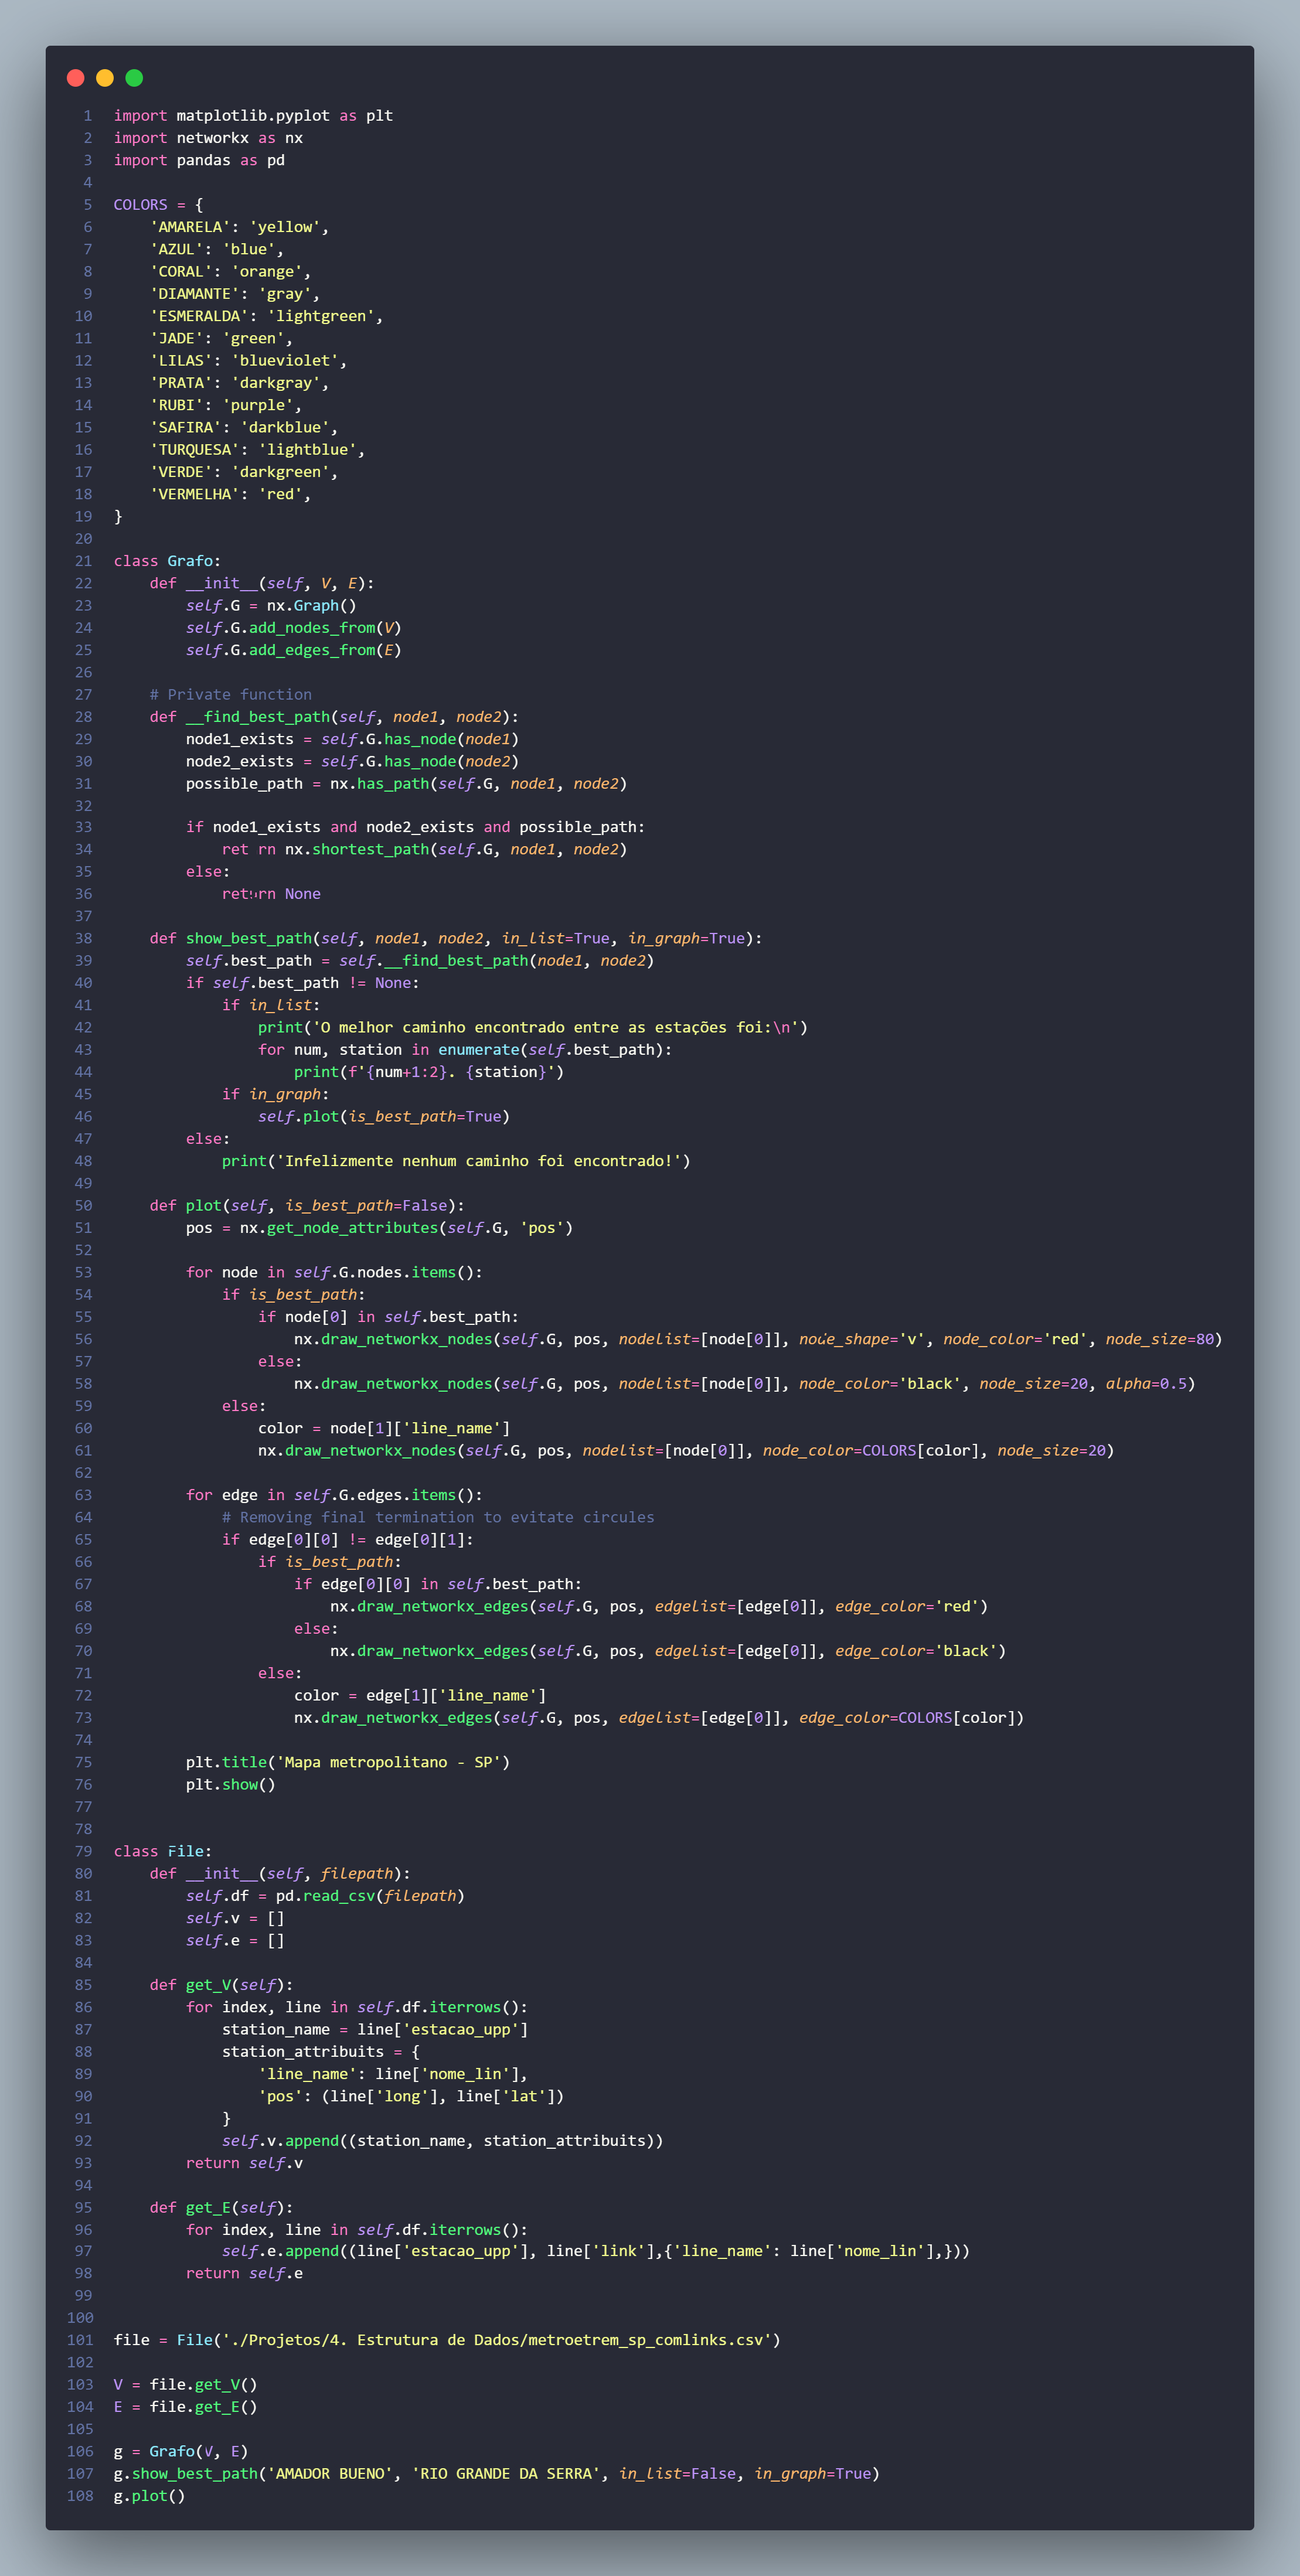 1 import matplotlib.pyplot as plt
2 import networkx as nx
3 import pandas as pd
4
5 COLORS = {
6     'AMARELA': 'yellow',
7     'AZUL': 'blue',
8     'CORAL': 'orange',
9     'DIAMANTE': 'gray',
10     'ESMERALDA': 'lightgreen',
11     'JADE': 'green',
12     'LILAS': 'blueviolet',
13     'PRATA': 'darkgray',
14     'RUBI': 'purple',
15     'SAFIRA': 'darkblue',
16     'TURQUESA': 'lightblue',
17     'VERDE': 'darkgreen',
18     'VERMELHA': 'red',
19 }
20
21 class Grafo:
22     def __init__(self, V, E):
23         self.G = nx.Graph()
24         self.G.add_nodes_from(V)
25         self.G.add_edges_from(E)
26
27     # Private function
28     def __find_best_path(self, node1, node2):
29         node1_exists = self.G.has_node(node1)
30         node2_exists = self.G.has_node(node2)
31         possible_path = nx.has_path(self.G, node1, node2)
32
33         if node1_exists and node2_exists and possible_path:
34             ret rn nx.shortest_path(self.G, node1, node2)
35         else:
36             return None
37
38     def show_best_path(self, node1, node2, in_list=True, in_graph=True):
39         self.best_path = self.__find_best_path(node1, node2)
40         if self.best_path != None:
41             if in_list:
42                 print('O melhor caminho encontrado entre as estações foi:\n')
43                 for num, station in enumerate(self.best_path):
44                     print(f'{num+1:2}. {station}')
45             if in_graph:
46                 self.plot(is_best_path=True)
47         else:
48             print('Infelizmente nenhum caminho foi encontrado!')
49
50     def plot(self, is_best_path=False):
51         pos = nx.get_node_attributes(self.G, 'pos')
52
53         for node in self.G.nodes.items():
54             if is_best_path:
55                 if node[0] in self.best_path:
56                     nx.draw_networkx_nodes(self.G, pos, nodelist=[node[0]], node_shape='v', node_color='red', node_size=80)
57                 else:
58                     nx.draw_networkx_nodes(self.G, pos, nodelist=[node[0]], node_color='black', node_size=20, alpha=0.5)
59             else:
60                 color = node[1]['line_name']
61                 nx.draw_networkx_nodes(self.G, pos, nodelist=[node[0]], node_color=COLORS[color], node_size=20)
62
63         for edge in self.G.edges.items():
64             # Removing final termination to evitate circules
65             if edge[0][0] != edge[0][1]:
66                 if is_best_path:
67                     if edge[0][0] in self.best_path:
68                         nx.draw_networkx_edges(self.G, pos, edgelist=[edge[0]], edge_color='red')
69                     else:
70                         nx.draw_networkx_edges(self.G, pos, edgelist=[edge[0]], edge_color='black')
71                 else:
72                     color = edge[1]['line_name']
73                     nx.draw_networkx_edges(self.G, pos, edgelist=[edge[0]], edge_color=COLORS[color])
74
75         plt.title('Mapa metropolitano - SP')
76         plt.show()
77
78
79 class File:
80     def __init__(self, filepath):
81         self.df = pd.read_csv(filepath)
82         self.v = []
83         self.e = []
84
85     def get_V(self):
86         for index, line in self.df.iterrows():
87             station_name = line['estacao_upp']
88             station_attribuits = {
89                 'line_name': line['nome_lin'],
90                 'pos': (line['long'], line['lat'])
91             }
92             self.v.append((station_name, station_attribuits))
93         return self.v
94
95     def get_E(self):
96         for index, line in self.df.iterrows():
97             self.e.append((line['estacao_upp'], line['link'],{'line_name': line['nome_lin'],}))
98         return self.e
99
100
101 file = File('./Projetos/4. Estrutura de Dados/metroetrem_sp_comlinks.csv')
102
103 V = file.get_V()
104 E = file.get_E()
105
106 g = Grafo(V, E)
107 g.show_best_path('AMADOR BUENO', 'RIO GRANDE DA SERRA', in_list=False, in_graph=True)
108 g.plot()